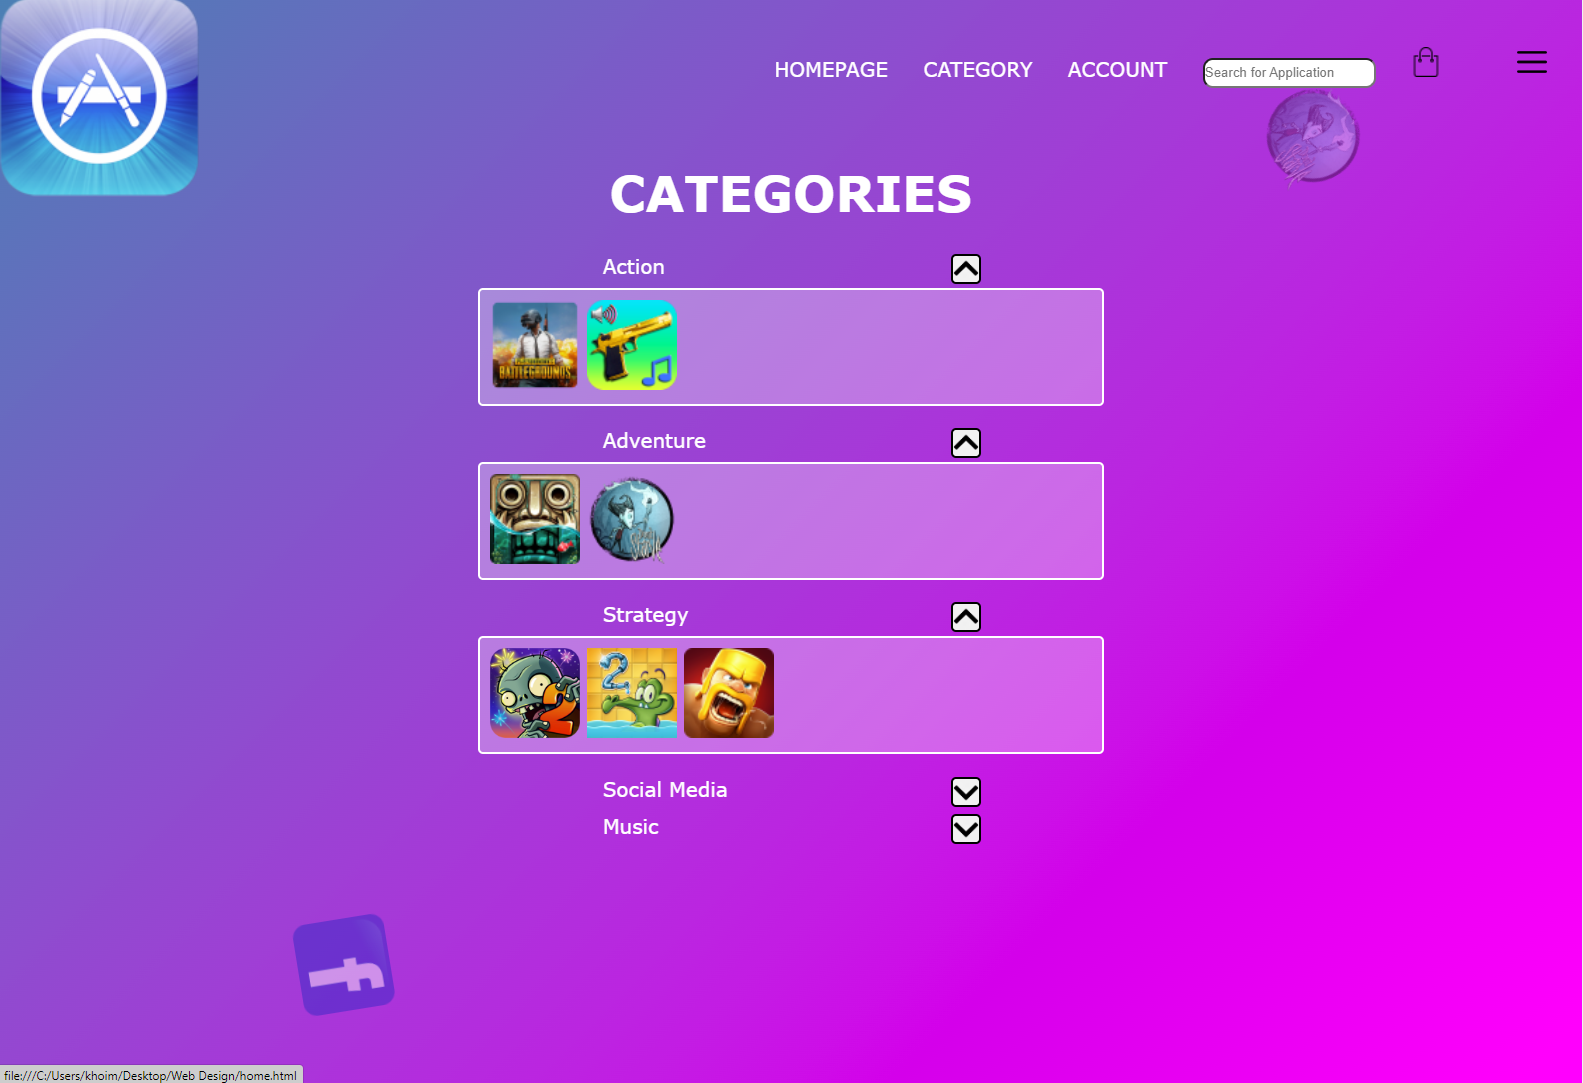 HOMEPAGE CATEGORY ACCOUNT Search for Application
CATEGORIES
Action
BATTLEGROUNDS
Adventure
Strategy
2
2
Social Media
Music
f
file:///C:/Users/khoim/Desktop/Web Design/home.html